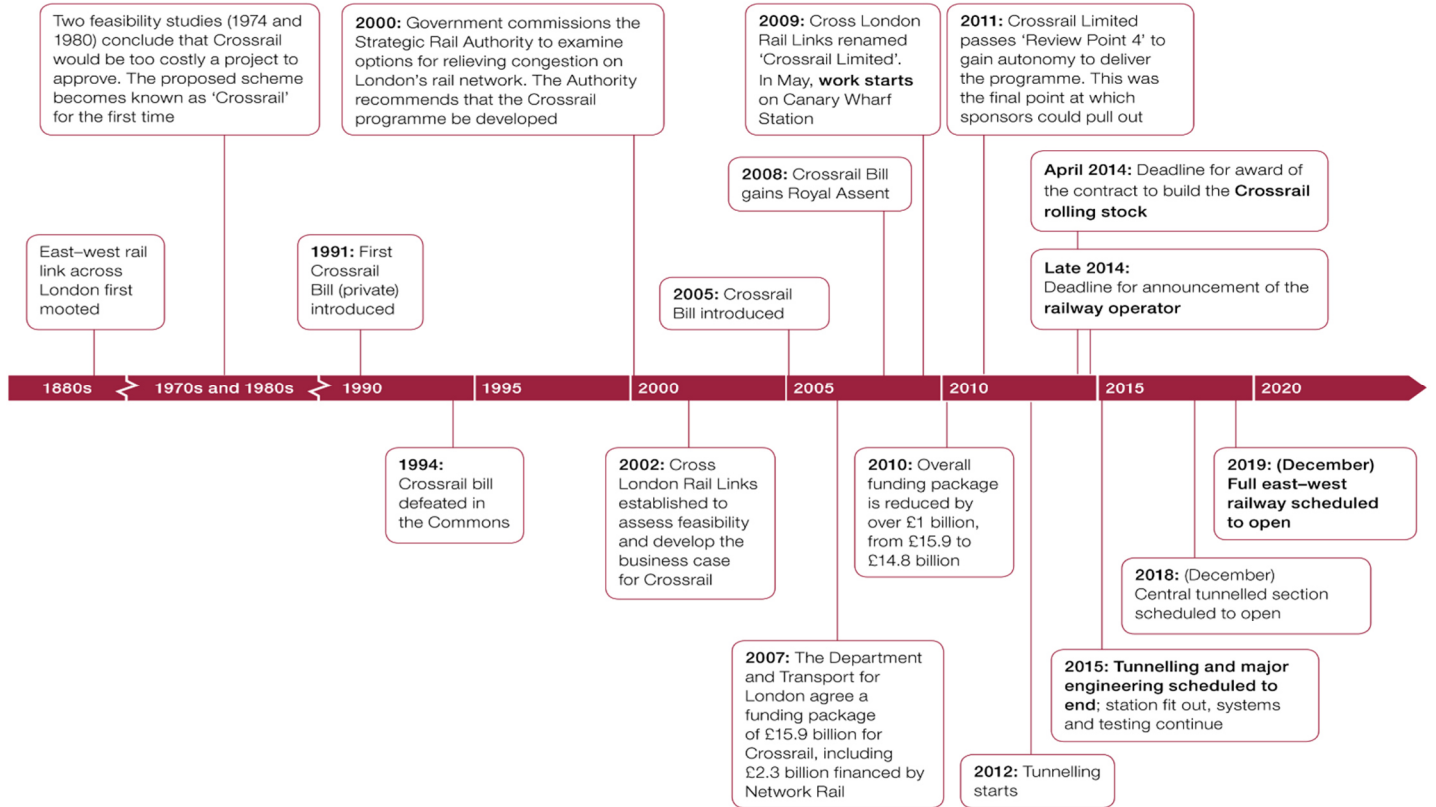 Two feasibility studies (1974 and
1980) conclude that Crossrail
would be too costly a project to
approve. The proposed scheme
becomes known as ‘Crossrail’
for the first time
2000: Government commissions the
Strategic Rail Authority to examine
options for relieving congestion on
London’s rail network. The Authority
recommends that the Crossrail
programme be developed
2009: Cross London
Rail Links renamed
‘Crossrail Limited’.
In May, work starts
on Canary Wharf
Station
2011: Crossrail Limited
passes ‘Review Point 4’ to
gain autonomy to deliver
the programme. This was
the final point at which
sponsors could pull out
2008: Crossrail Bill
gains Royal Assent
April 2014: Deadline for award of
the contract to build the Crossrail
rolling stock
East–west rail
link across
London first
mooted
1991: First
Crossrail
Bill (private)
introduced
2005: Crossrail
Bill introduced
Late 2014:
Deadline for announcement of the
railway operator
1880s
1970s and 1980s
1990
1995
2000
2005
2010
2015
2020
1994:
Crossrail bill
defeated in
the Commons
2002: Cross
London Rail Links
established to
assess feasibility
and develop the
business case
for Crossrail
2010: Overall
funding package
is reduced by
over £1 billion,
from £15.9 to
£14.8 billion
2019: (December)
Full east–west
railway scheduled
to open
2018: (December)
Central tunnelled section
scheduled to open
2007: The Department
and Transport for
London agree a
funding package
of £15.9 billion for
Crossrail, including
£2.3 billion financed by
Network Rail
2015: Tunnelling and major
engineering scheduled to
end; station fit out, systems
and testing continue
2012: Tunnelling
starts